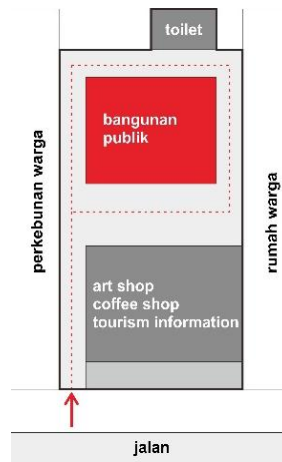 toilet
bangunan
publik
perkebunan warga
rumah warga
art shop
coffee shop
tourism information
jalan